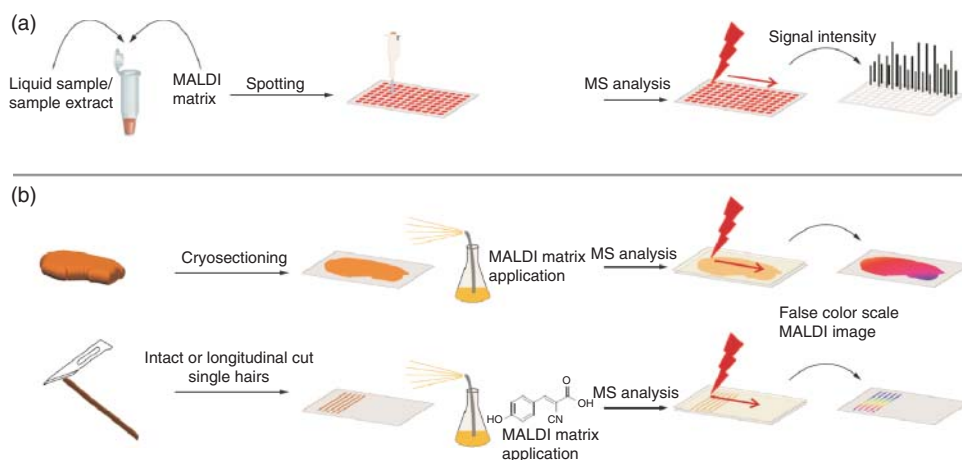 (a)
Liquid sample/
sample extract
MALDI
matrix
Spotting
MS analysis
Signal intensity
(b)
Cryosectioning
MALDI matrix
application
MS analysis
False color scale
MALDI image
Intact or longitudinal cut
single hairs
HO
O
OH
CN
MALDI matrix
application
MS analysis